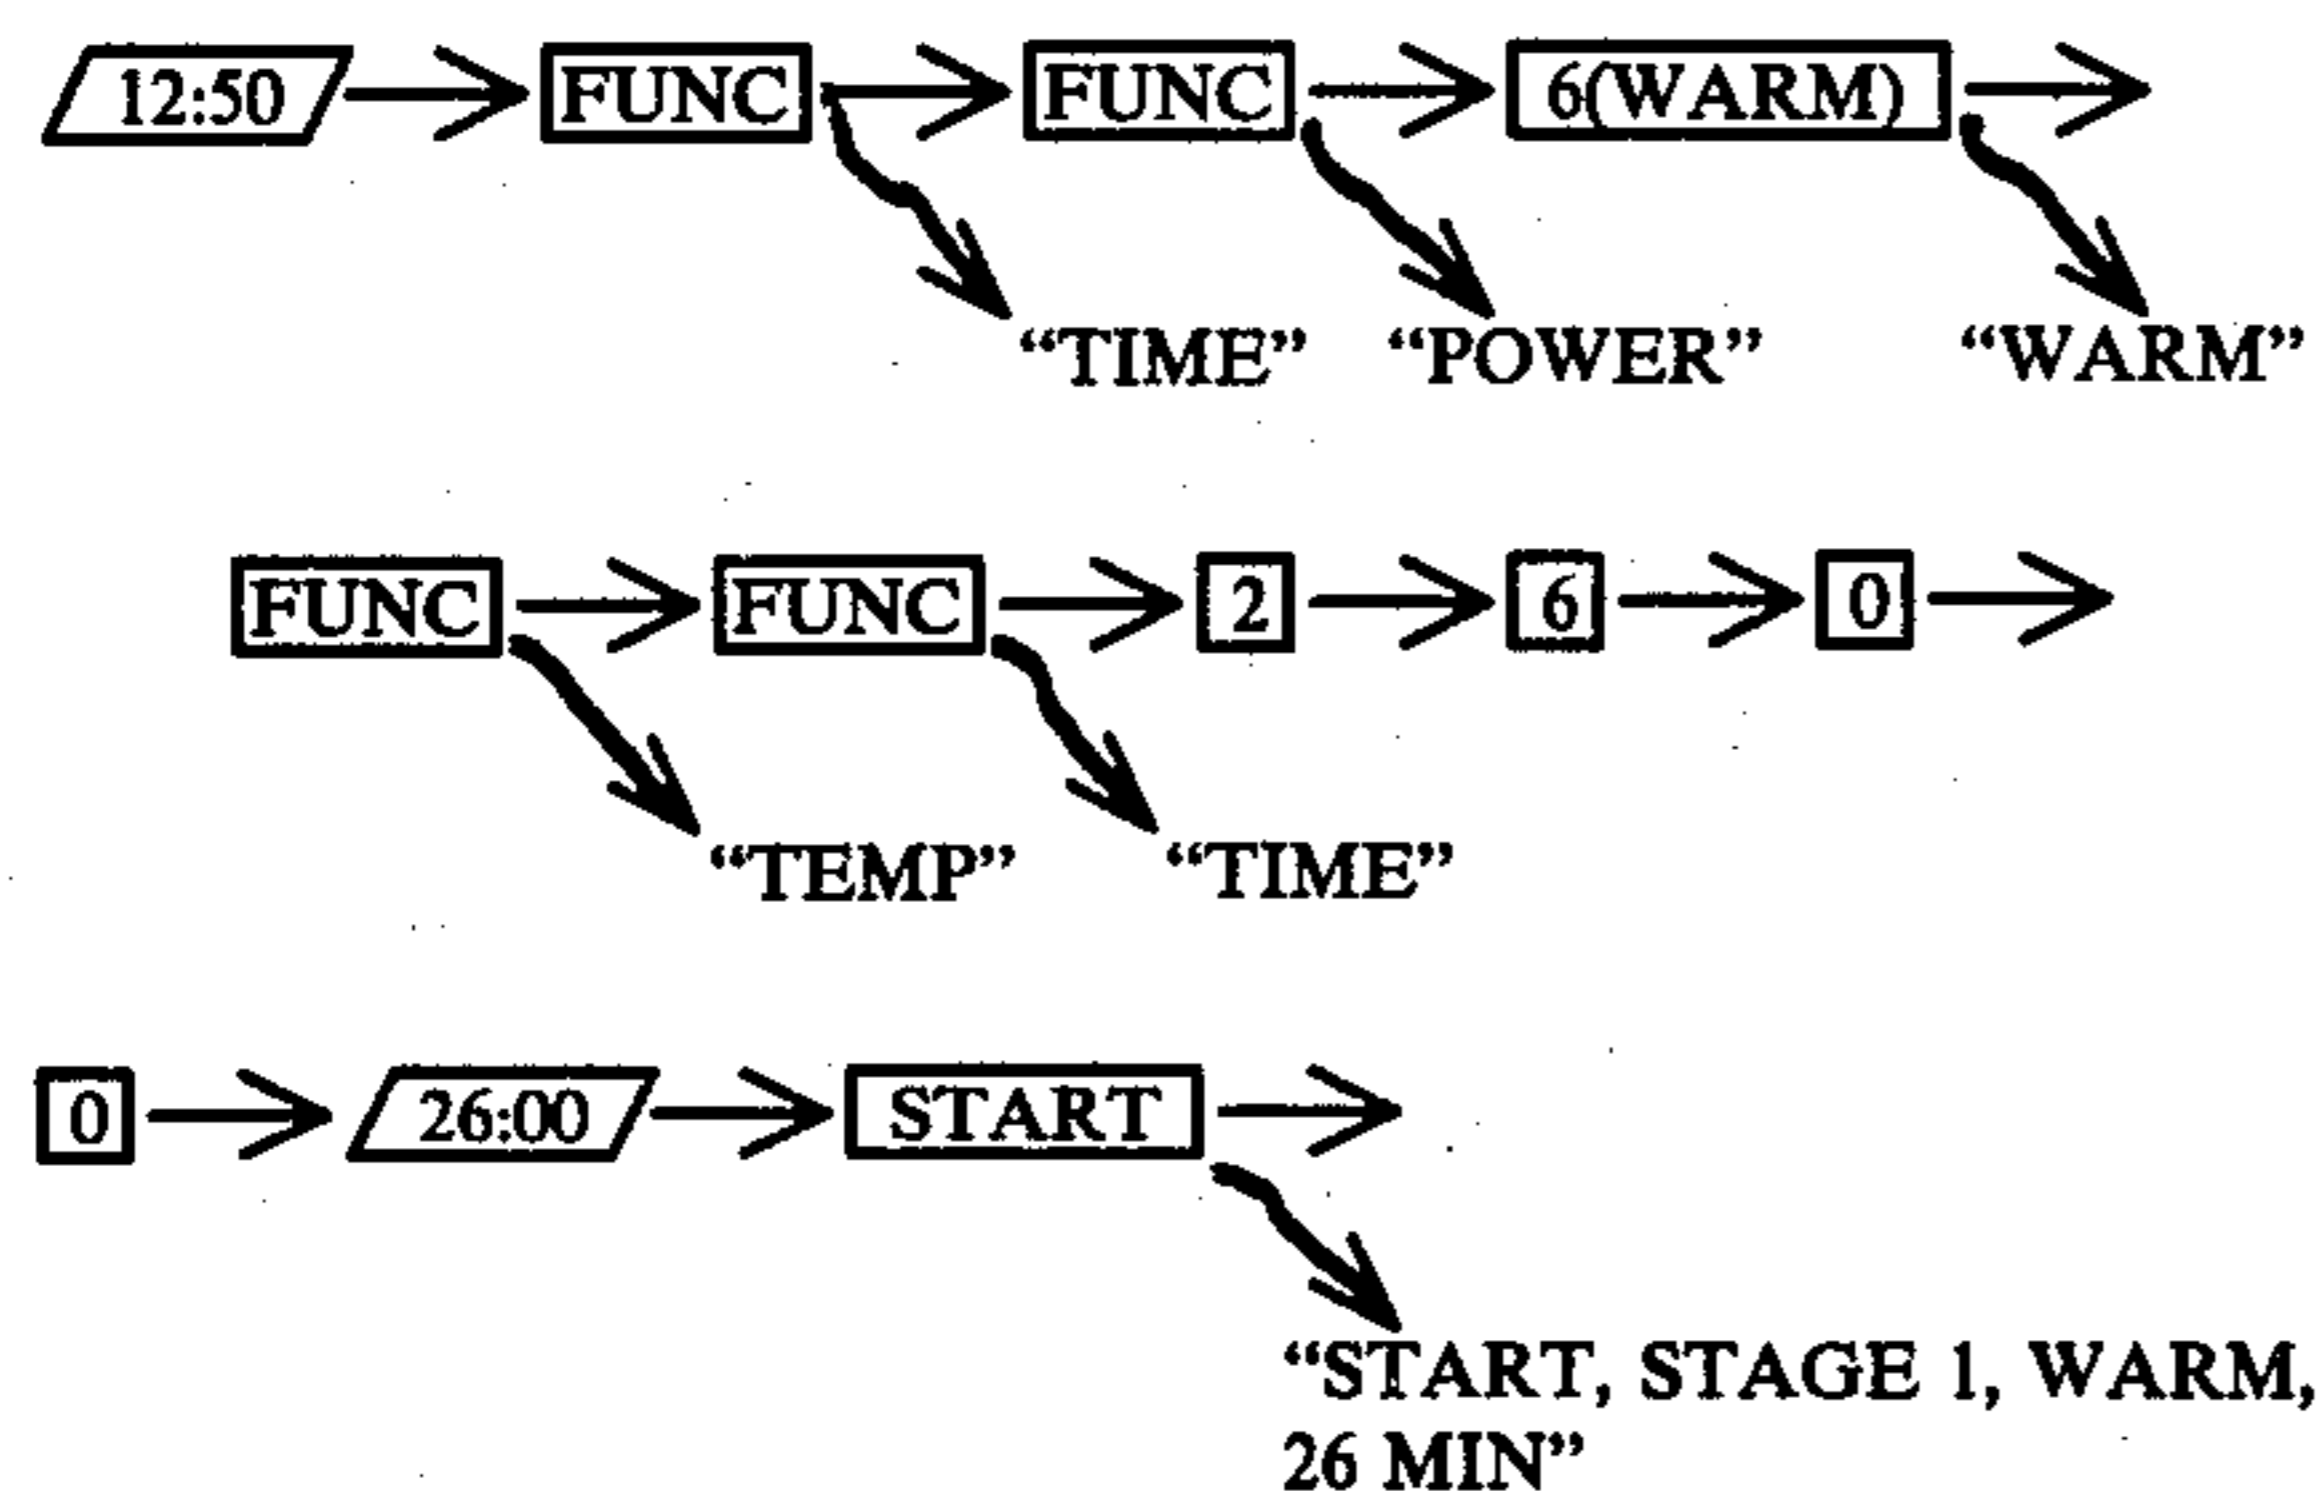 12:50 FUNC FUNC 6(WARM)
“TIME” “POWER” “WARM”
FUNC FUNC 2 6 0
“TEMP” “TIME”
0 26:00 START
“START, STAGE 1, WARM,
26 MIN”